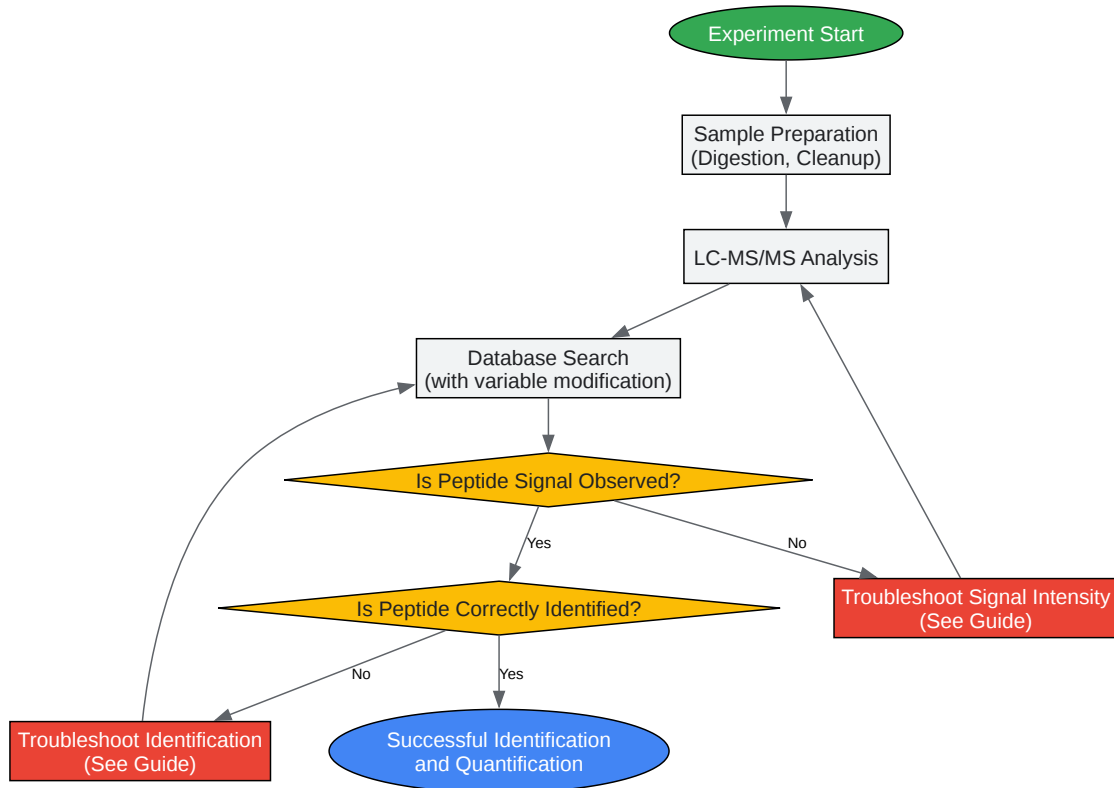 Experiment Start
Sample Preparation
(Digestion, Cleanup)
LC-MS/MS Analysis
Database Search
(with variable modification)
Is Peptide Signal Observed?
Yes
No
Is Peptide Correctly Identified?
Troubleshoot Signal Intensity
(See Guide)
No
Yes
Troubleshoot Identification
(See Guide)
Successful Identification
and Quantification